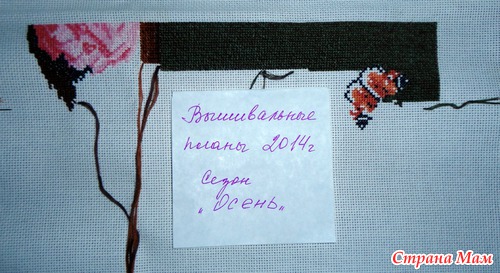 Вышивальные
планы 2014г
Сезон
„Осень„
Страна Мам